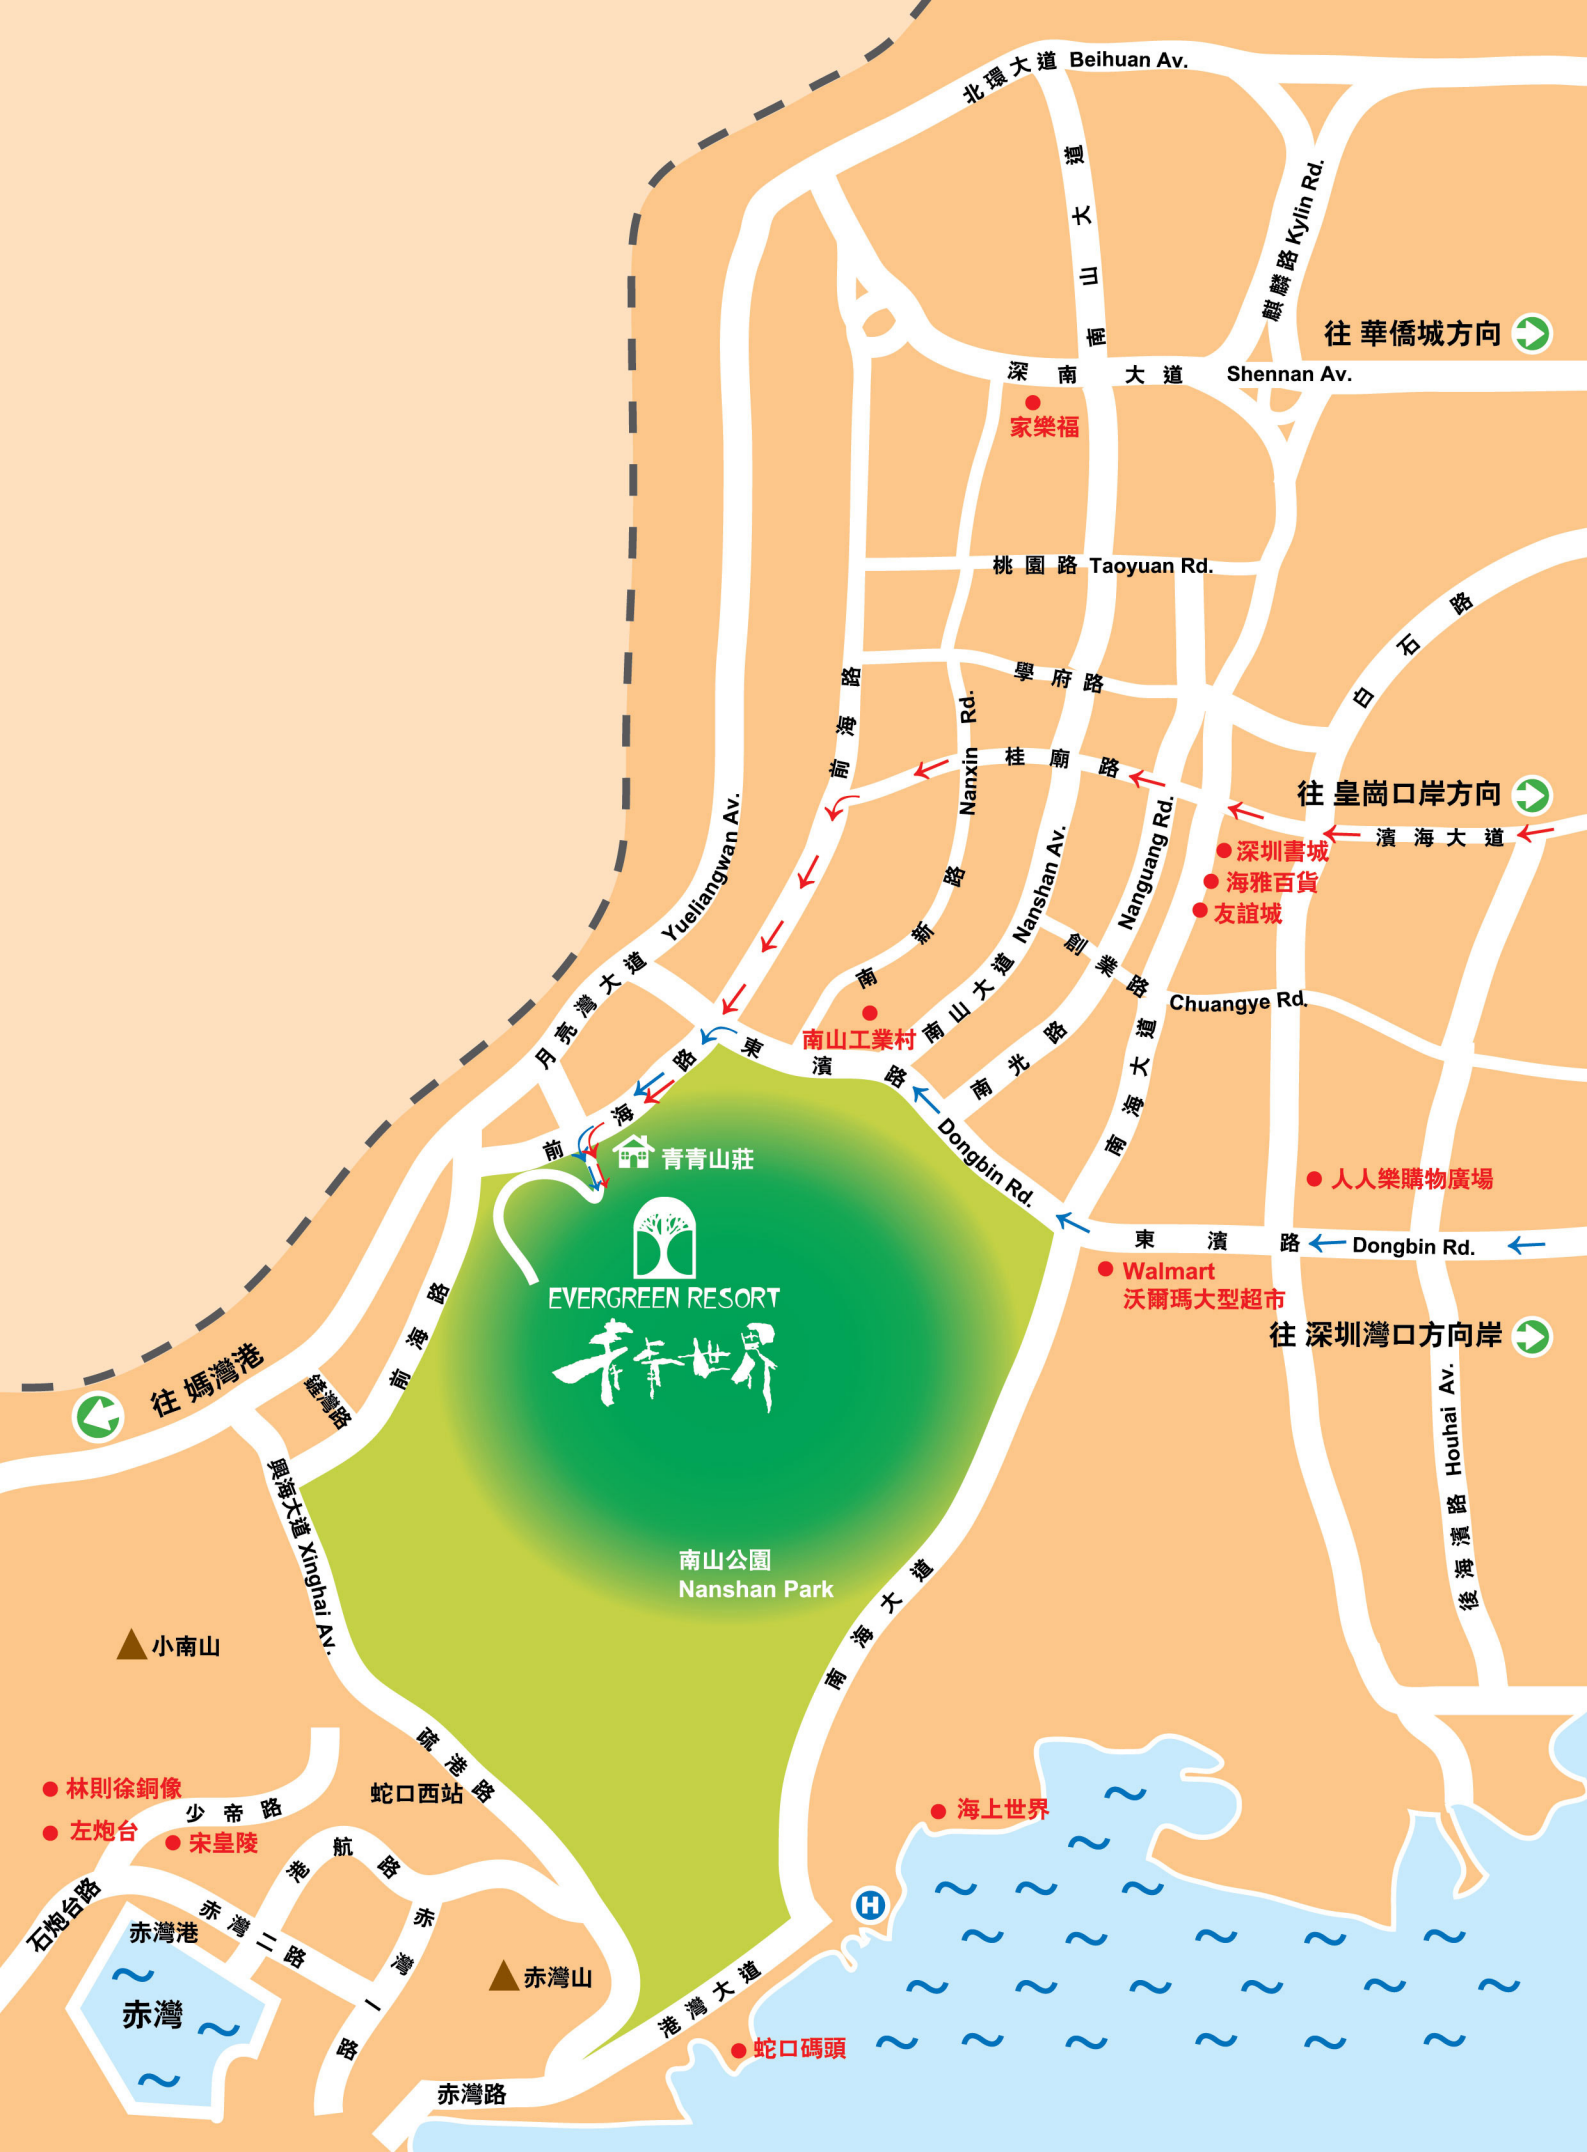 北環大道 Beihuan Av.
南山大道
麒麟路 Kylin Rd.
往 華僑城方向
深南大道 Shennan Av.
家樂福
桃園路 Taoyuan Rd.
白石路
學府路
前海路
Nanxin Rd.
桂廟路
往 皇崗口岸方向
濱海大道
深圳書城
海雅百貨
友誼城
Yueliangwan Av.
月亮灣大道
南新路
Nanshan Av.
南山大道
Nanguang Rd.
南光路
創業路
Chuangye Rd.
南山工業村
東濱路
Dongbin Rd.
南海大道
前海路
青青山莊
人人樂購物廣場
東濱路 Dongbin Rd.
Walmart
沃爾瑪大型超市
EVERGREEN RESORT
青青世界
往 深圳灣口方向岸
往 媽灣港
前海路
鏟灣路
後海濱路 Houhai Av.
興海大道 Xinghai Av.
南山公園
Nanshan Park
南海大道
小南山
疏港路
蛇口西站
林則徐銅像
左炮台
少帝路
宋皇陵
海上世界
港航路
石炮台路
赤灣港
赤灣二路
赤灣一路
H
赤灣
赤灣山
港灣大道
蛇口碼頭
赤灣路